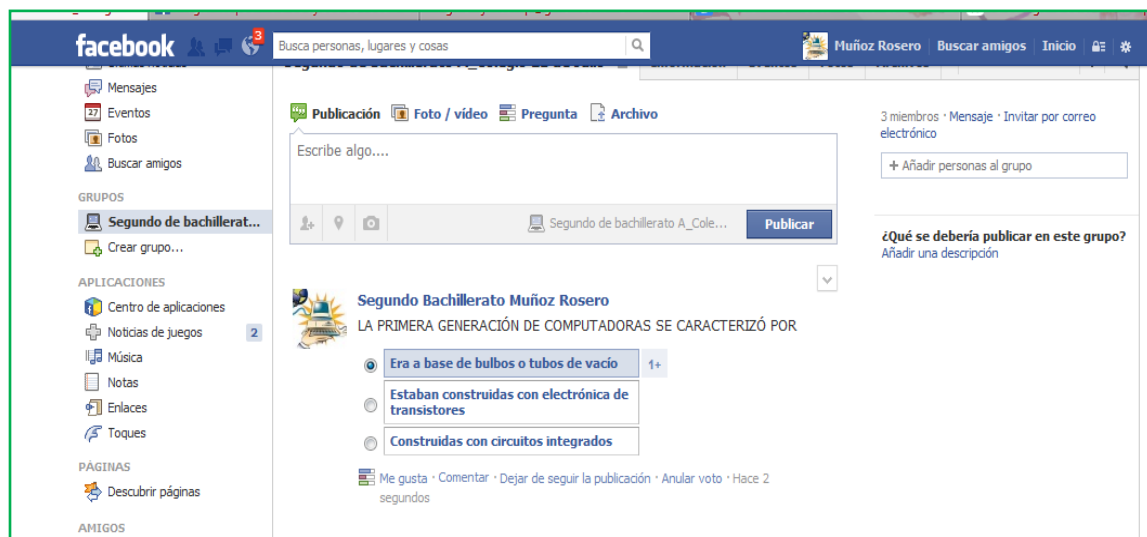 facebook
3
Busca personas, lugares y cosas
Muñoz Rosero
Buscar amigos
Inicio
Mensajes
27 Eventos
Fotos
Buscar amigos
GRUPOS
Segundo de bachillerat...
Crear grupo...
APLICACIONES
Centro de aplicaciones
Noticias de juegos 2
Música
Notas
Enlaces
Toques
PÁGINAS
Descubrir páginas
AMIGOS
Publicación Foto / vídeo Pregunta Archivo
Escribe algo....
Segundo de bachillerato A_Cole... Publicar
Segundo Bachillerato Muñoz Rosero
LA PRIMERA GENERACIÓN DE COMPUTADORAS SE CARACTERIZÓ POR
Era a base de bulbos o tubos de vacío 1+
Estaban construidas con electrónica de
transistores
Construidas con circuitos integrados
Me gusta · Comentar · Dejar de seguir la publicación · Anular voto · Hace 2
segundos
3 miembros · Mensaje · Invitar por correo
electrónico
+ Añadir personas al grupo
¿Qué se debería publicar en este grupo?
Añadir una descripción